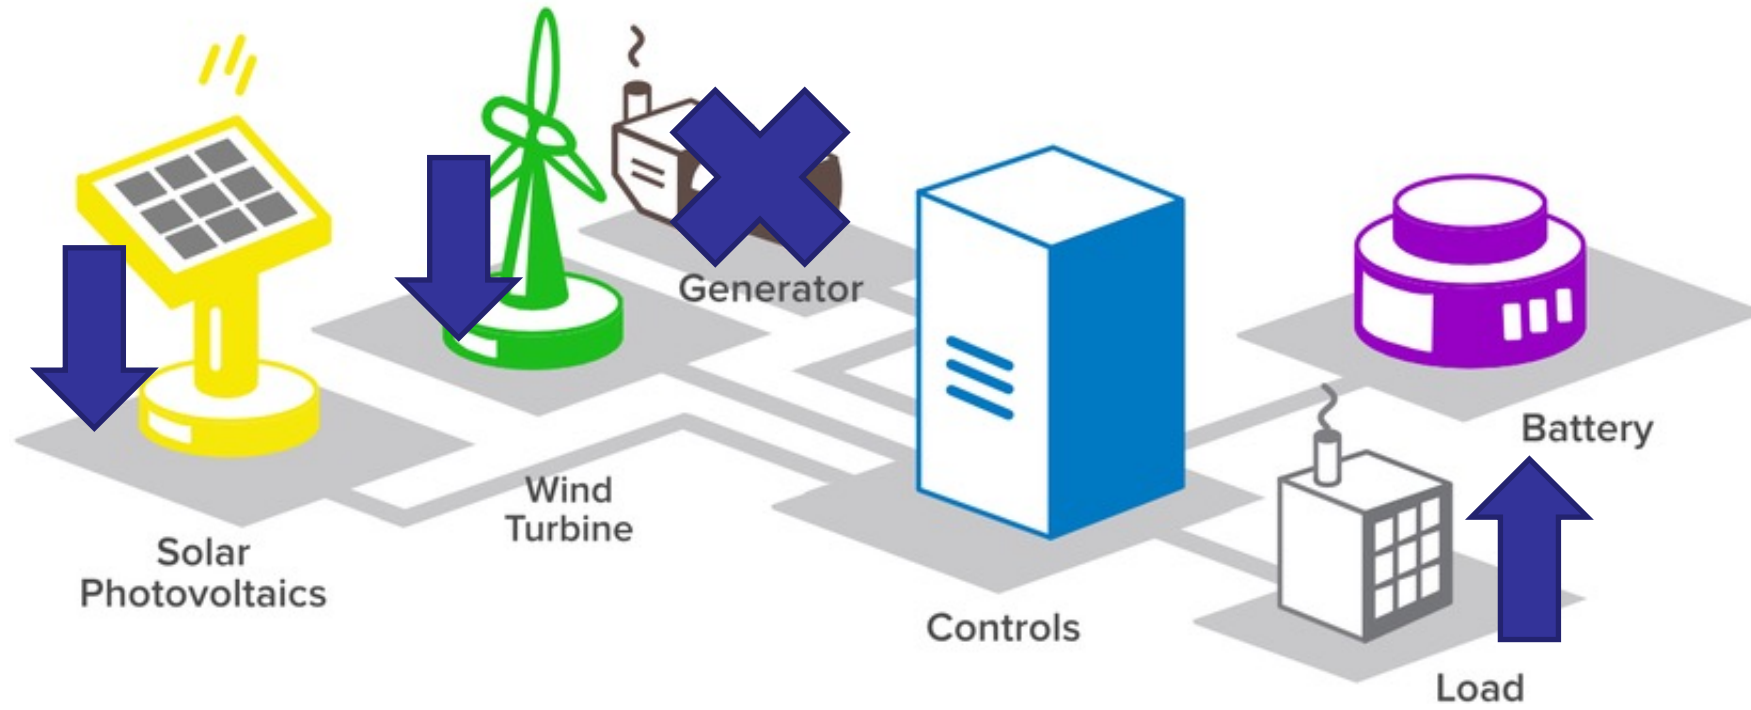 Generator
Battery
Wind
Turbine
Solar
Photovoltaics
Controls
Load